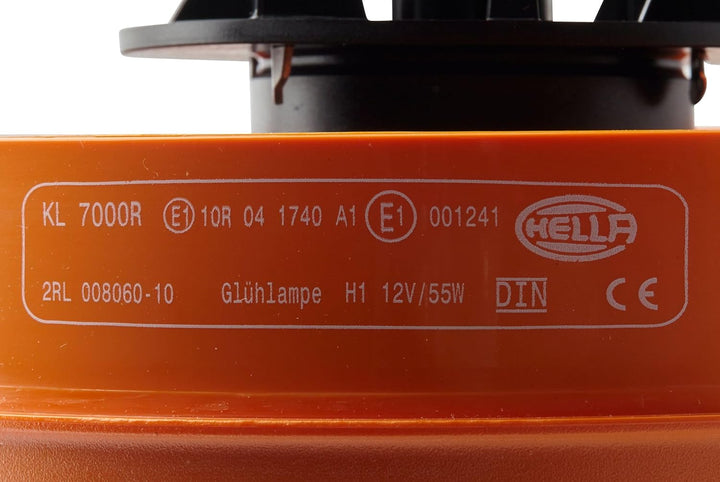 KL 7000R E1 10R 04 1740 A1 E1 001241 HELLA
2RL 008060-10 Glühlampe H1 12V/55W DIN CE